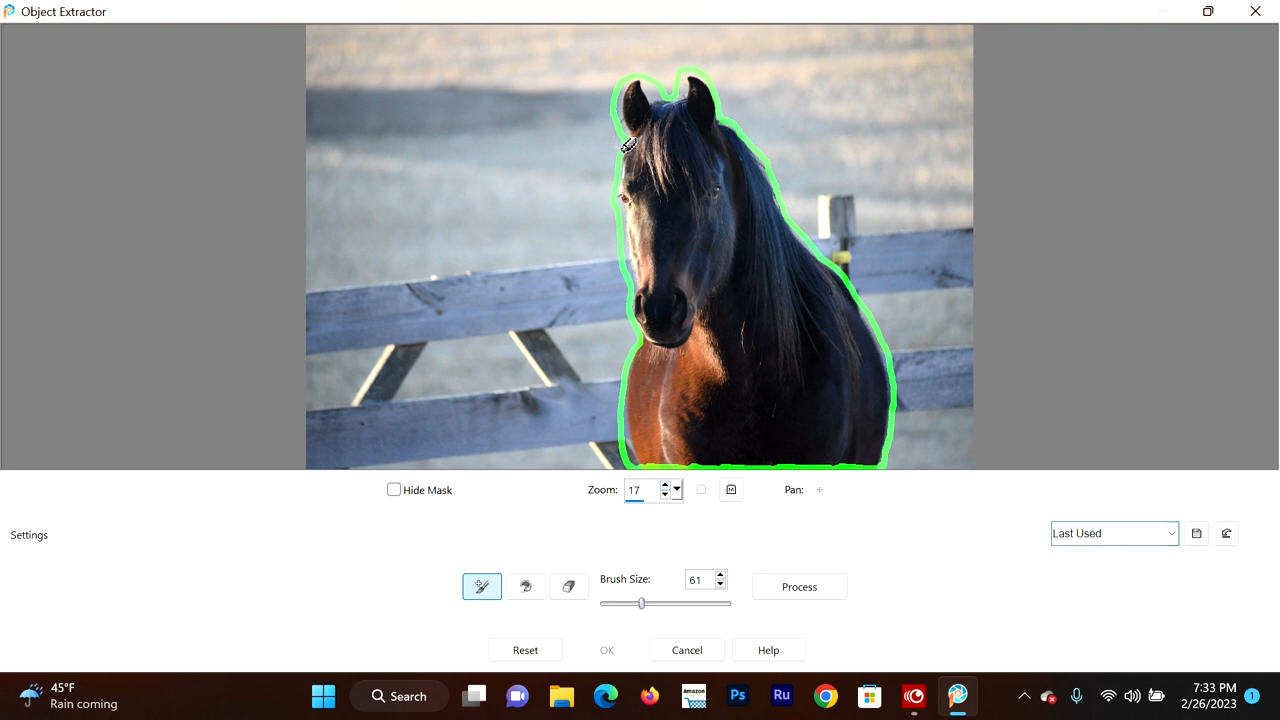 Object Extractor
Hide Mask
Zoom: 17
Pan:
Settings
Last Used
Brush Size: 61
Process
Reset
OK
Cancel
Help
45°F
Rain coming
Search
amazon
Ps
Ru
7:33 PM
2/26/2023
1